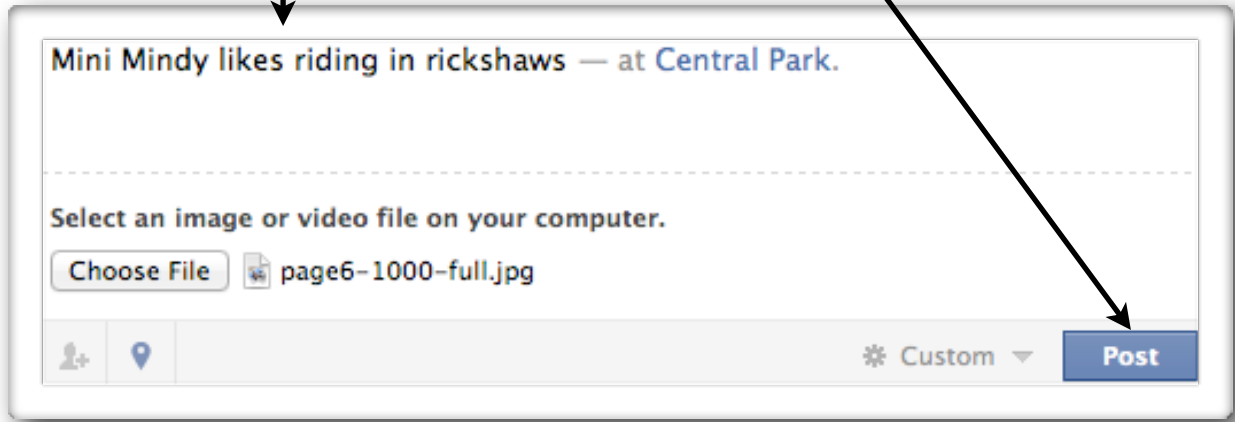 Mini Mindy likes riding in rickshaws — at Central Park.
Select an image or video file on your computer.
Choose File page6-1000-full.jpg
Custom Post